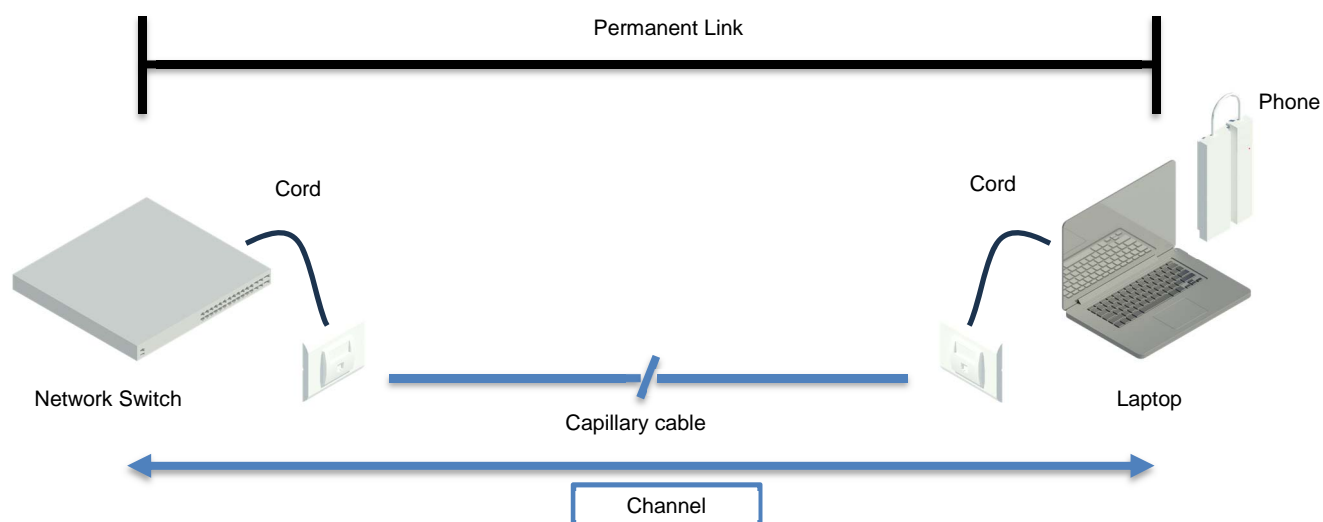 Permanent Link
Phone
Cord
Cord
Network Switch
Capillary cable
Laptop
Channel